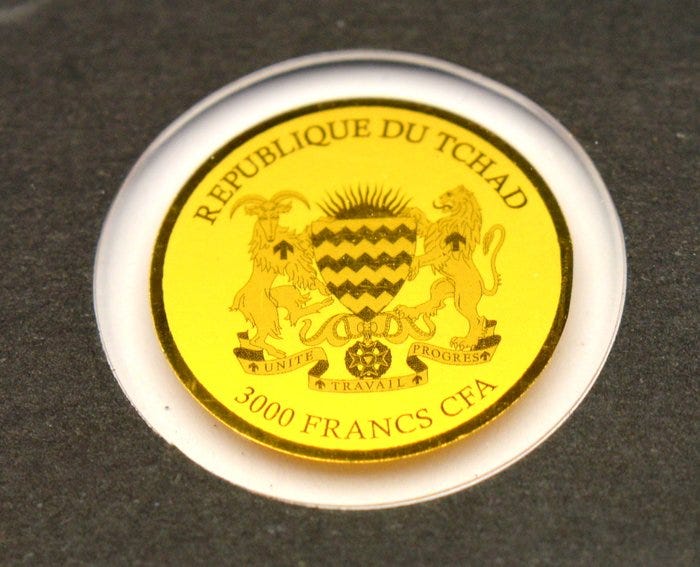 REPUBLIQUE DU TCHAD
UNITE
TRAVAIL
PROGRES
3000 FRANCS CFA